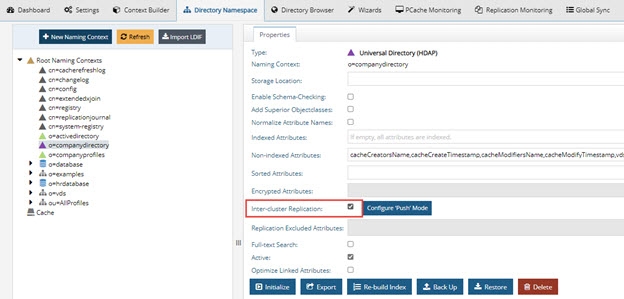 Dashboard Settings Context Builder Directory Namespace Directory Browser Wizards PCache Monitoring Replication Monitoring Global Sync
+ New Naming Context Refresh Import LDIF
Root Naming Contexts
cn=cacherefreshlog
cn=changelog
cn=config
cn=extendedxjoin
cn=registry
cn=replicationjournal
cn=system-registry
o=activedirectory
o=companydirectory
o=companyprofiles
o=database
o=examples
o=hrdatabase
o=vds
ou=AllProfiles
Cache
Properties
Type: Universal Directory (HDAP)
Naming Context: o=companydirectory
Storage Location:
Enable Schema-Checking:
Add Superior Objectclasses:
Normalize Attribute Names:
Indexed Attributes: If empty, all attributes are indexed.
Non-indexed Attributes: cacheCreatorsName,cacheCreateTimestamp,cacheModifiersName,cacheModifyTimestamp,vds
Sorted Attributes:
Encrypted Attributes:
Inter-cluster Replication: Configure 'Push' Mode
Replication Excluded Attributes:
Full-text Search:
Active:
Optimize Linked Attributes:
Initialize Export Re-build Index Back Up Restore Delete